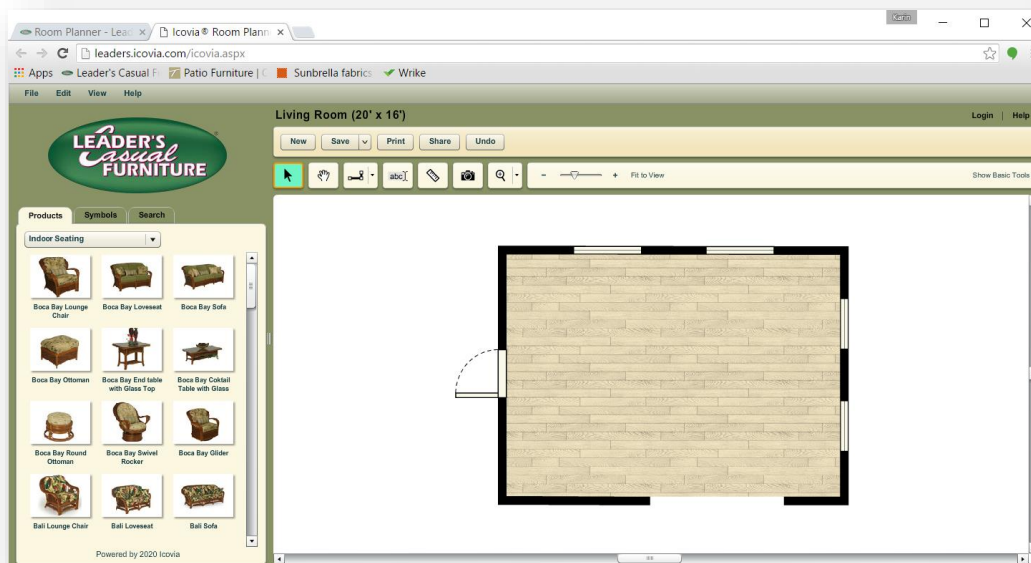 Karin
Room Planner - Lead
Icovia® Room Plann
leaders.icovia.com/icovia.aspx
Apps Leader's Casual F Patio Furniture | C Sunbrella fabrics Wrike
File Edit View Help
LEADER'S
Casual
FURNITURE
Living Room (20' x 16')
Login | Help
New Save Print Share Undo
abc
- + Fit to View
Show Basic Tools
Products Symbols Search
Indoor Seating
Boca Bay Lounge
Chair
Boca Bay Loveseat
Boca Bay Sofa
Boca Bay Ottoman
Boca Bay End table
with Glass Top
Boca Bay Coktail
Table with Glass
Boca Bay Round
Ottoman
Boca Bay Swivel
Rocker
Boca Bay Glider
Bali Lounge Chair
Bali Loveseat
Bali Sofa
Powered by 2020 Icovia